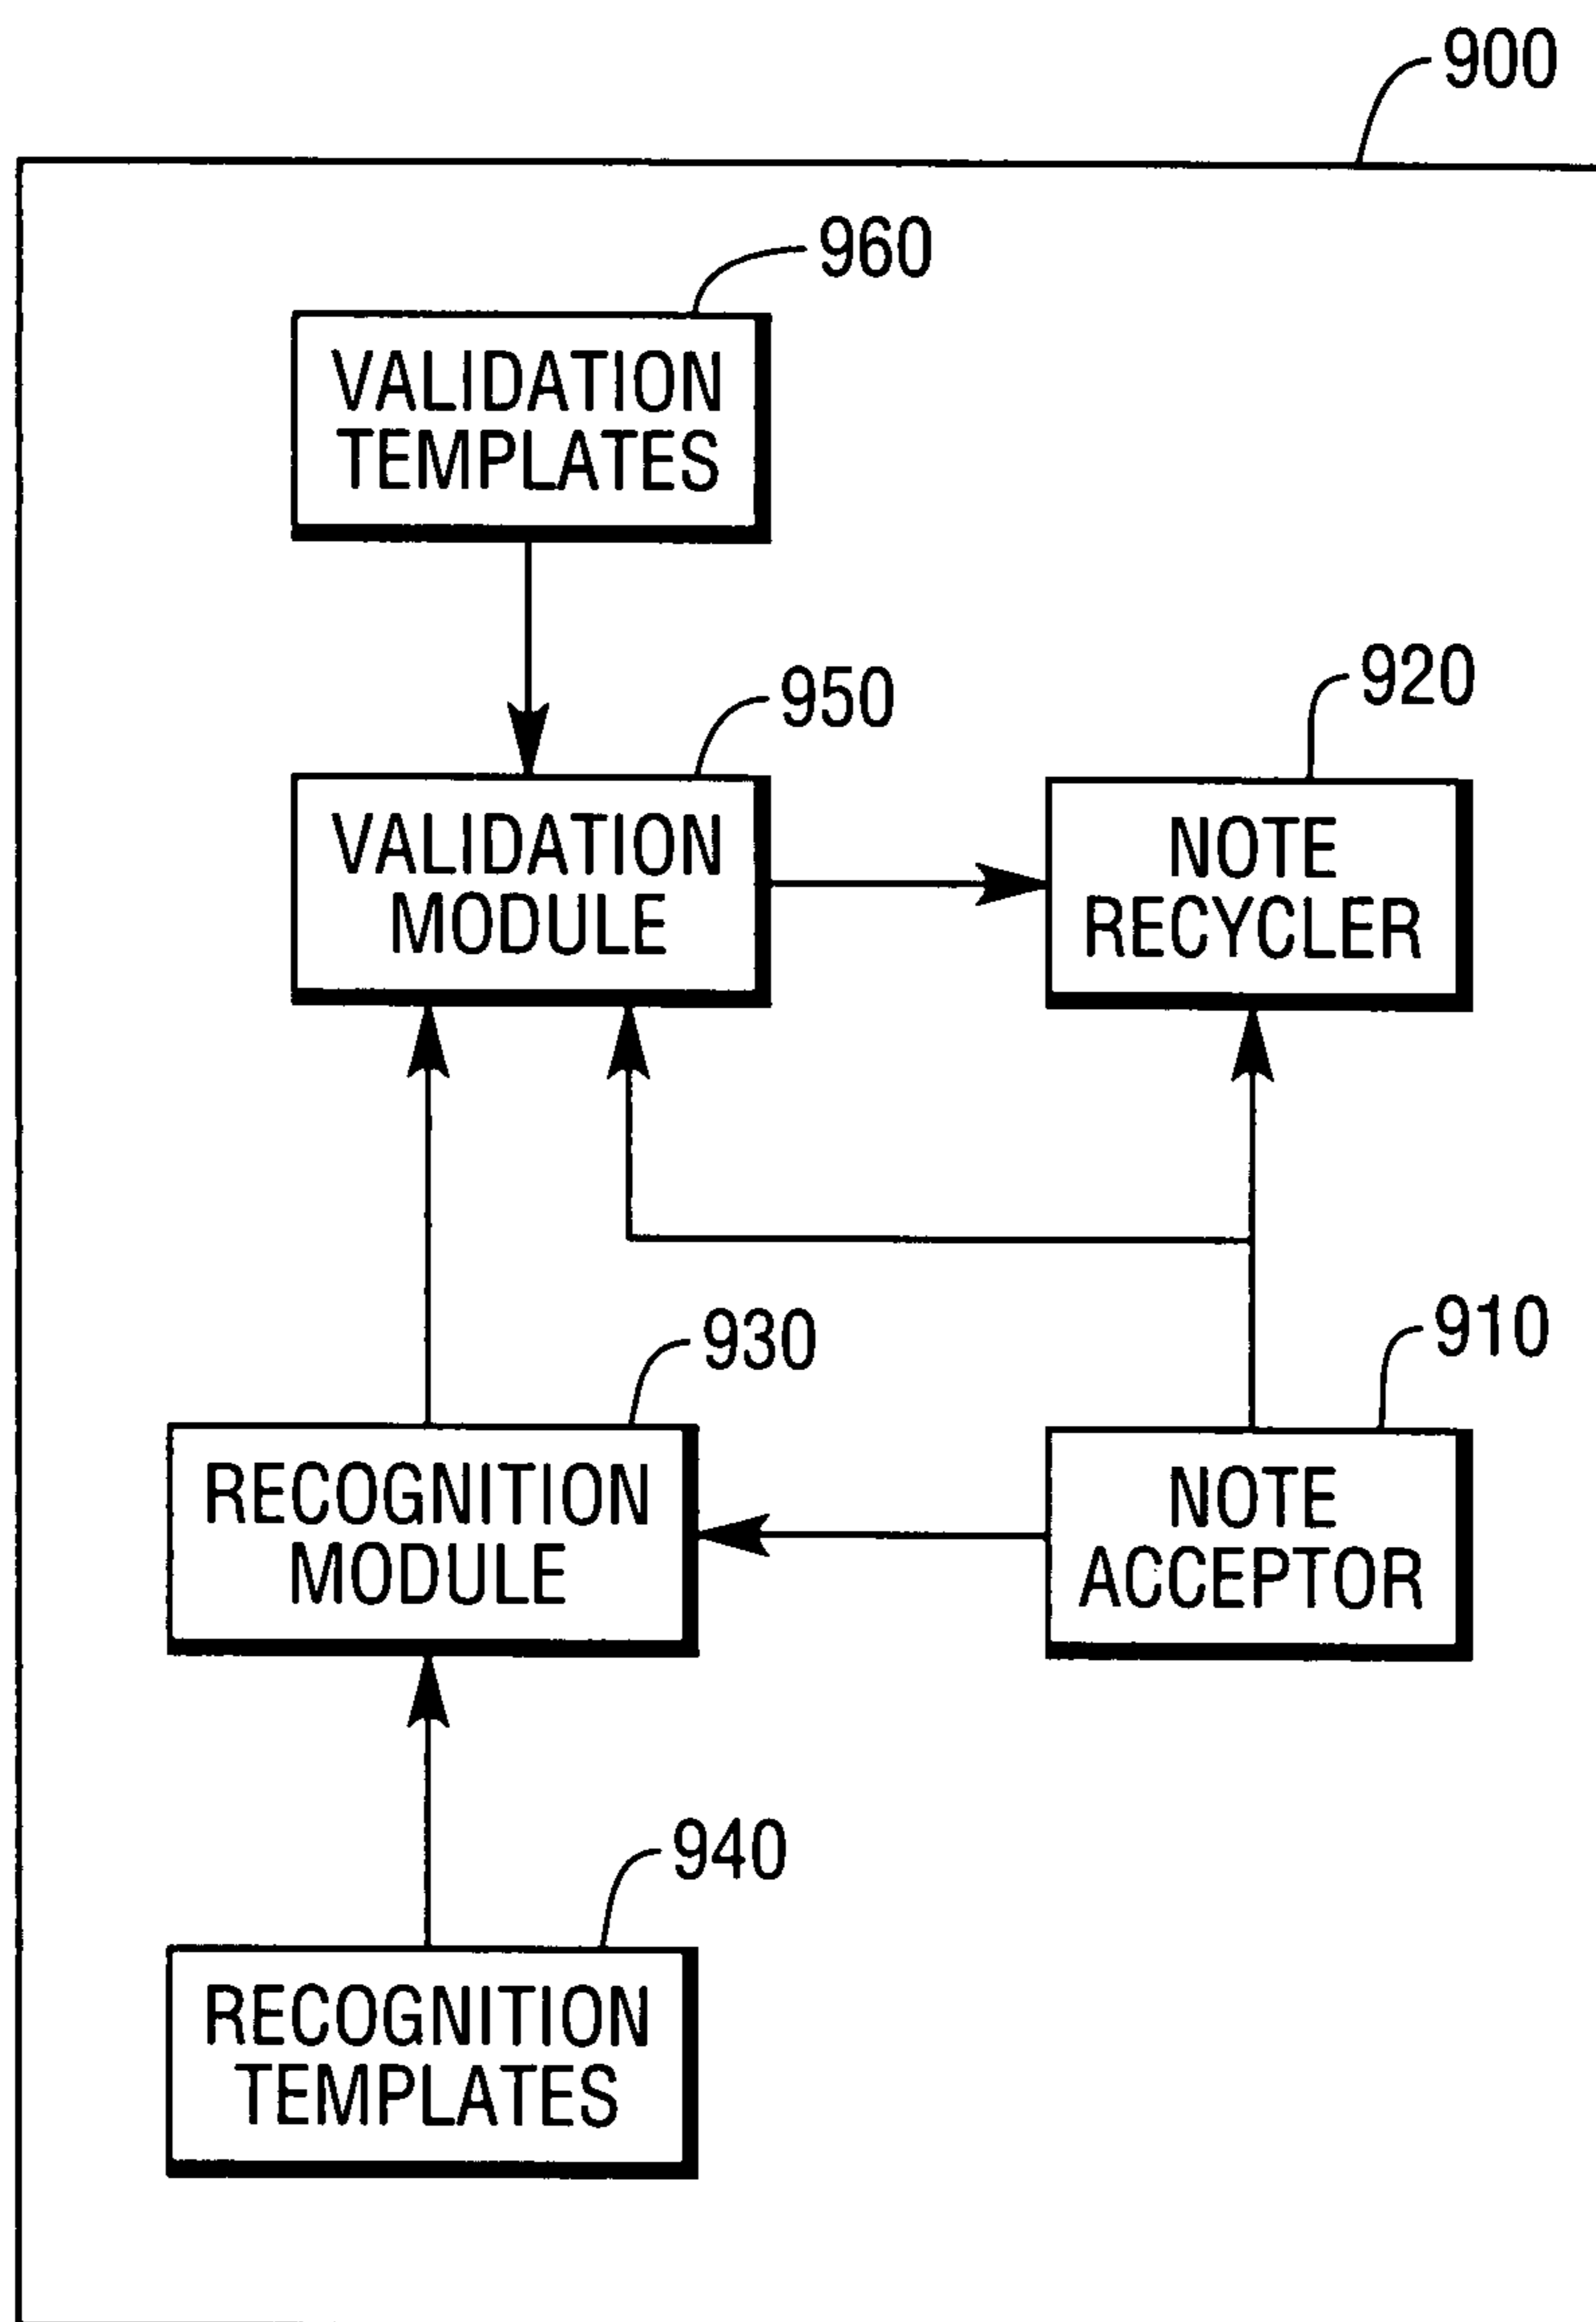 900
960
VALIDATION
TEMPLATES
950
VALIDATION
MODULE
920
NOTE
RECYCLER
930
RECOGNITION
MODULE
910
NOTE
ACCEPTOR
940
RECOGNITION
TEMPLATES